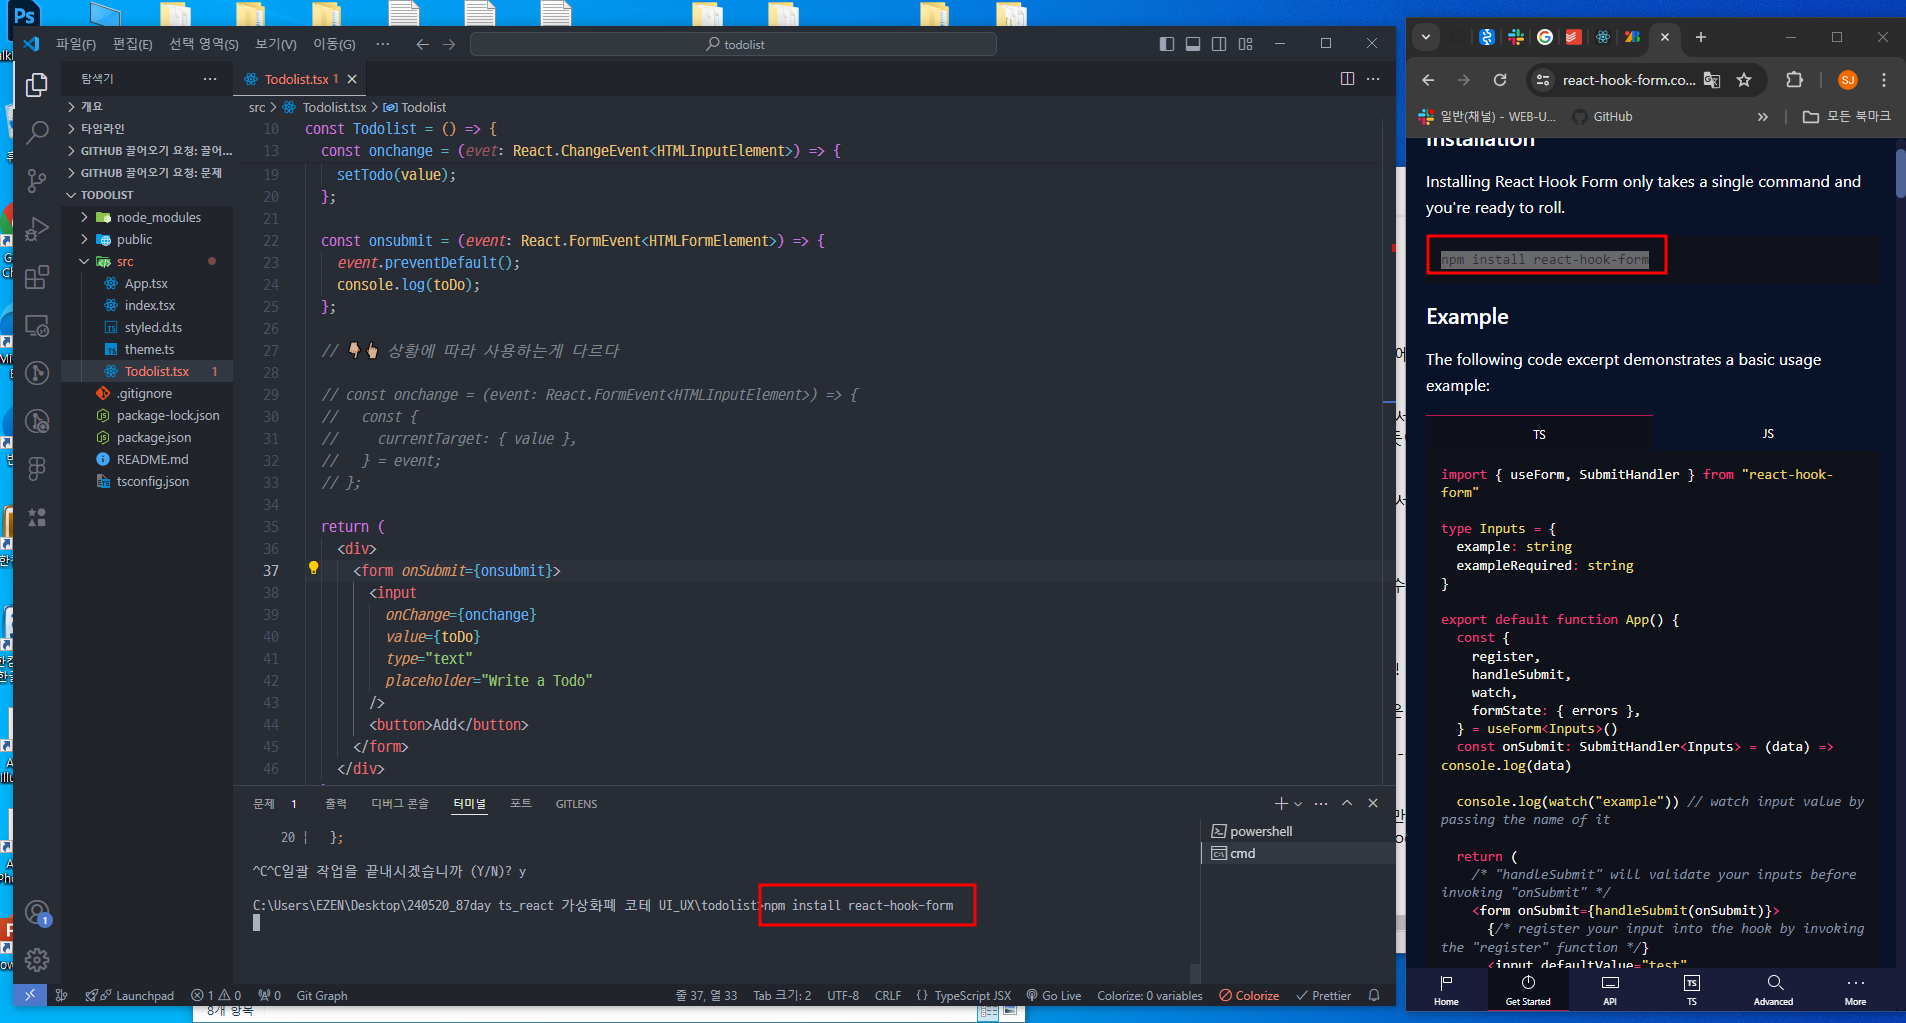 Ps
파일(F) 편집(E) 선택 영역(S) 보기(V) 이동(G) ··· todolist
탐색기 ···
개요
타임라인
GITHUB 끌어오기 요청: 끌어...
GITHUB 끌어오기 요청: 문제
TODOLIST
node_modules
public
src
App.tsx
index.tsx
styled.d.ts
theme.ts
Todolist.tsx 1
.gitignore
package-lock.json
package.json
README.md
tsconfig.json
Todolist.tsx 1
src > Todolist.tsx > Todolist
10 const Todolist = () => {
13 const onchange = (evet: React.ChangeEvent<HTMLInputElement>) => {
19 setTodo(value);
20 };
21
22 const onsubmit = (event: React.FormEvent<HTMLFormElement>) => {
23 event.preventDefault();
24 console.log(toDo);
25 };
26
27 // 👇👆 상황에 따라 사용하는게 다르다
28
29 // const onchange = (event: React.FormEvent<HTMLInputElement>) => {
30 // const {
31 // currentTarget: { value },
32 // } = event;
33 // };
34
35 return (
36 <div>
37 <form onSubmit={onsubmit}>
38 <input
39 onChange={onchange}
40 value={toDo}
41 type="text"
42 placeholder="Write a Todo"
43 />
44 <button>Add</button>
45 </form>
46 </div>
문제 1 출력 디버그 콘솔 터미널 포트 GITLENS
20 | };
^C^C일괄 작업을 끝내시겠습니까 (Y/N)? y
C:\Users\EZEN\Desktop\240520_87day ts_react 가상화폐 코테 UI_UX\todolist>npm install react-hook-form
powershell
cmd
Launchpad 1 0 0 Git Graph
줄 37, 열 33 Tab 크기: 2 UTF-8 CRLF {} TypeScript JSX Go Live Colorize: 0 variables Colorize Prettier
8개 항목
react-hook-form.co... SJ
일반(채널) - WEB-U... GitHub » 모든 북마크
Installation
Installing React Hook Form only takes a single command and
you're ready to roll.
npm install react-hook-form
Example
The following code excerpt demonstrates a basic usage
example:
TS JS
import { useForm, SubmitHandler } from "react-hook-
form"
type Inputs = {
example: string
exampleRequired: string
}
export default function App() {
const {
register,
handleSubmit,
watch,
formState: { errors },
} = useForm<Inputs>()
const onSubmit: SubmitHandler<Inputs> = (data) =>
console.log(data)
console.log(watch("example")) // watch input value by
passing the name of it
return (
/* "handleSubmit" will validate your inputs before
invoking "onSubmit" */
<form onSubmit={handleSubmit(onSubmit)}>
{/* register your input into the hook by invoking
the "register" function */}
<input defaultValue="test"
Home Get Started API TS Advanced More